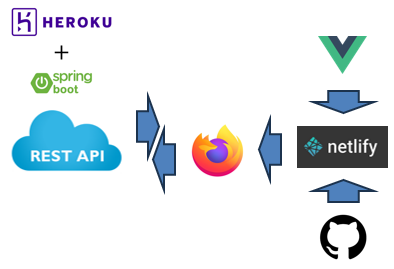 HEROKU
+
spring
boot
REST API
netlify